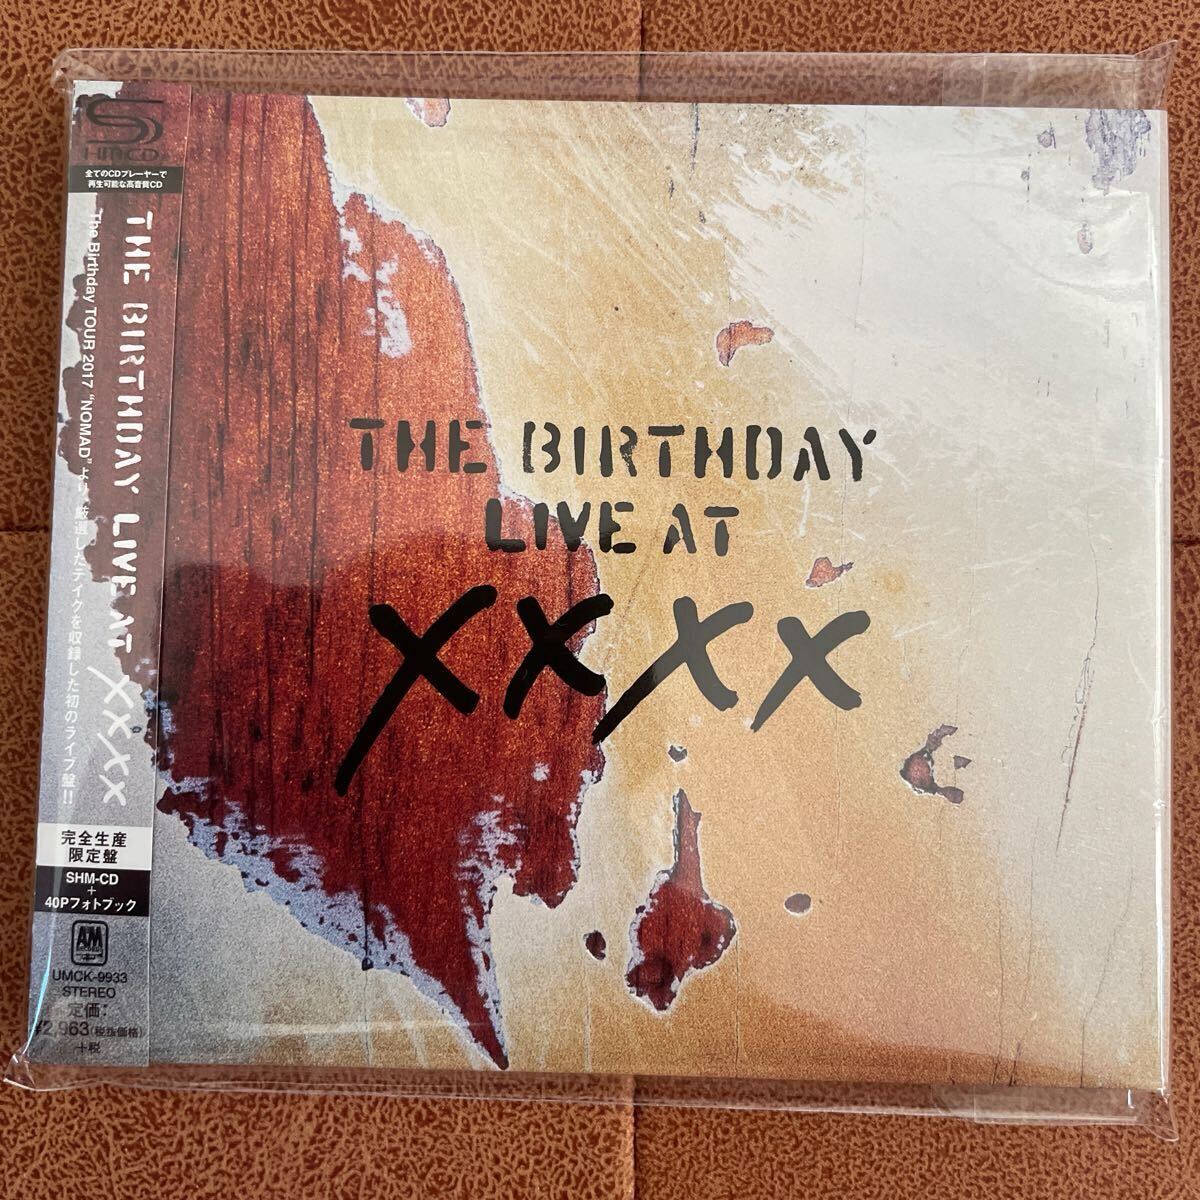 SHM-CD
全てのCDプレーヤーで
再生可能な高音質CD
THE BIRTHDAY LIVE AT XXXX
The Birthday TOUR 2017 "NOMAD"より、厳選したテイクを収録した初のライブ盤!!
完全生産
限定盤
SHM-CD
+
40Pフォトブック
AM
UMCK-9933
STEREO
定価:
¥2,963(税抜価格)
+税
THE BIRTHDAY
LIVE AT
XXXX